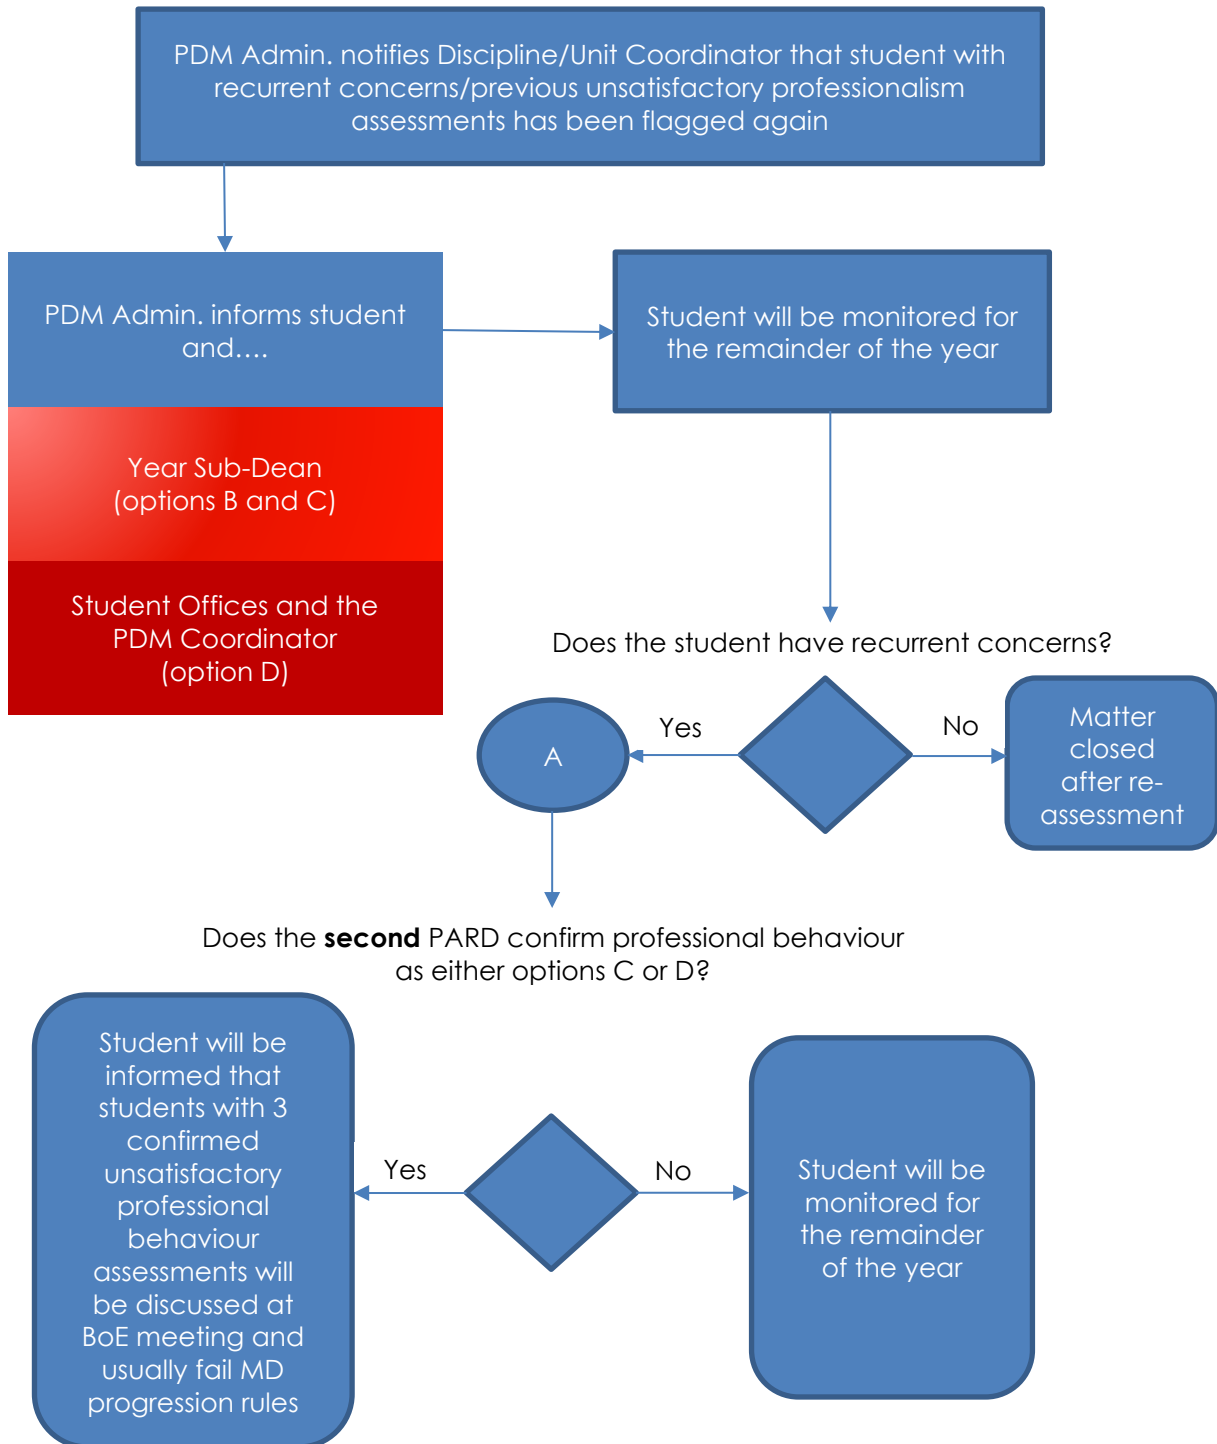 PDM Admin. notifies Discipline/Unit Coordinator that student with
recurrent concerns/previous unsatisfactory professionalism
assessments has been flagged again
PDM Admin. informs student
and….
Year Sub-Dean
(options B and C)
Student Offices and the
PDM Coordinator
(option D)
Student will be monitored for
the remainder of the year
Does the student have recurrent concerns?
Yes
No
A
Matter
closed
after re-
assessment
Does the second PARD confirm professional behaviour
as either options C or D?
Student will be
informed that
students with 3
confirmed
unsatisfactory
professional
behaviour
assessments will
be discussed at
BoE meeting and
usually fail MD
progression rules
Yes
No
Student will be
monitored for
the remainder
of the year